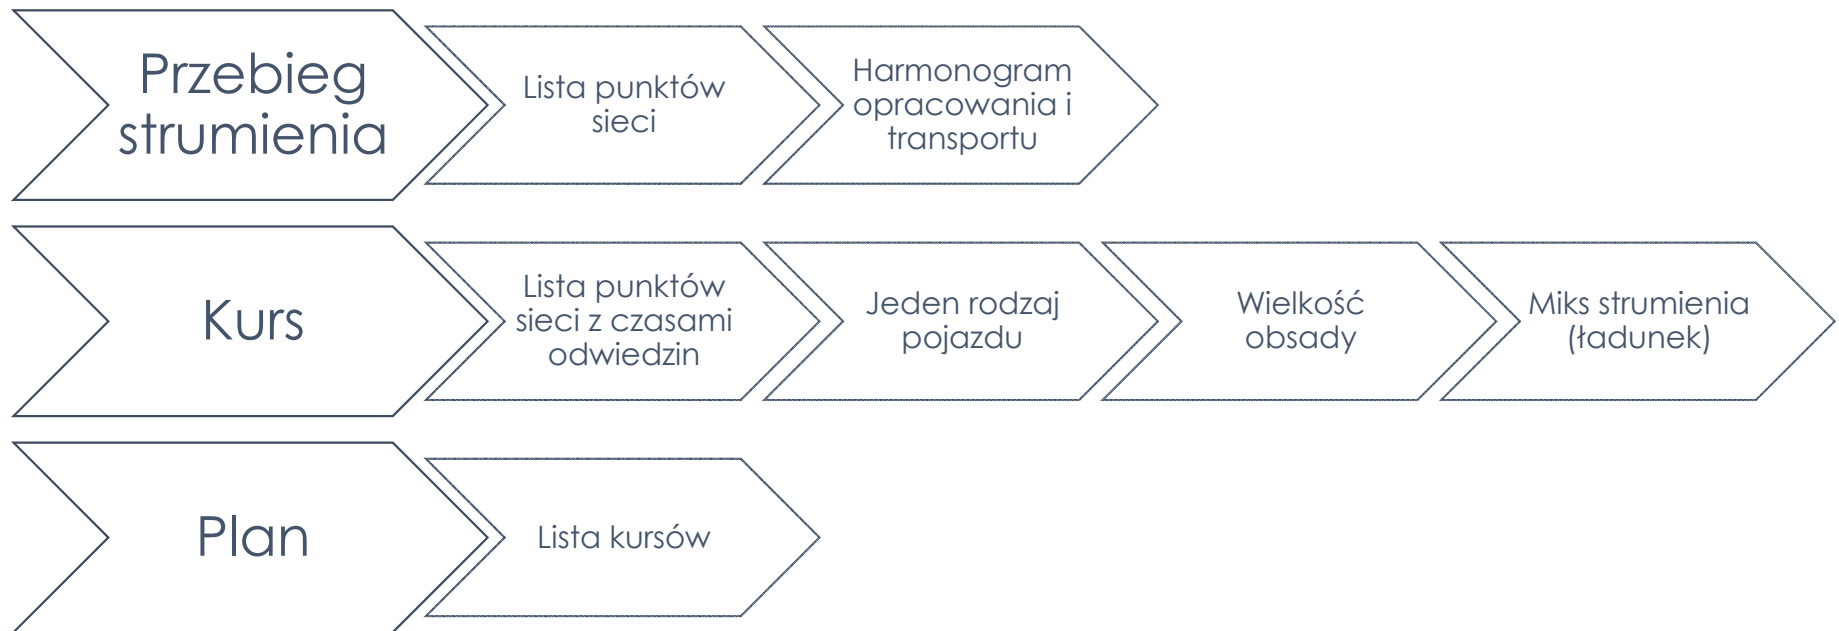 Przebieg
strumienia
Lista punktów
sieci
Harmonogram
opracowania i
transportu
Kurs
Lista punktów
sieci z czasami
odwiedzin
Jeden rodzaj
pojazdu
Wielkość
obsady
Miks strumienia
(ładunek)
Plan
Lista kursów